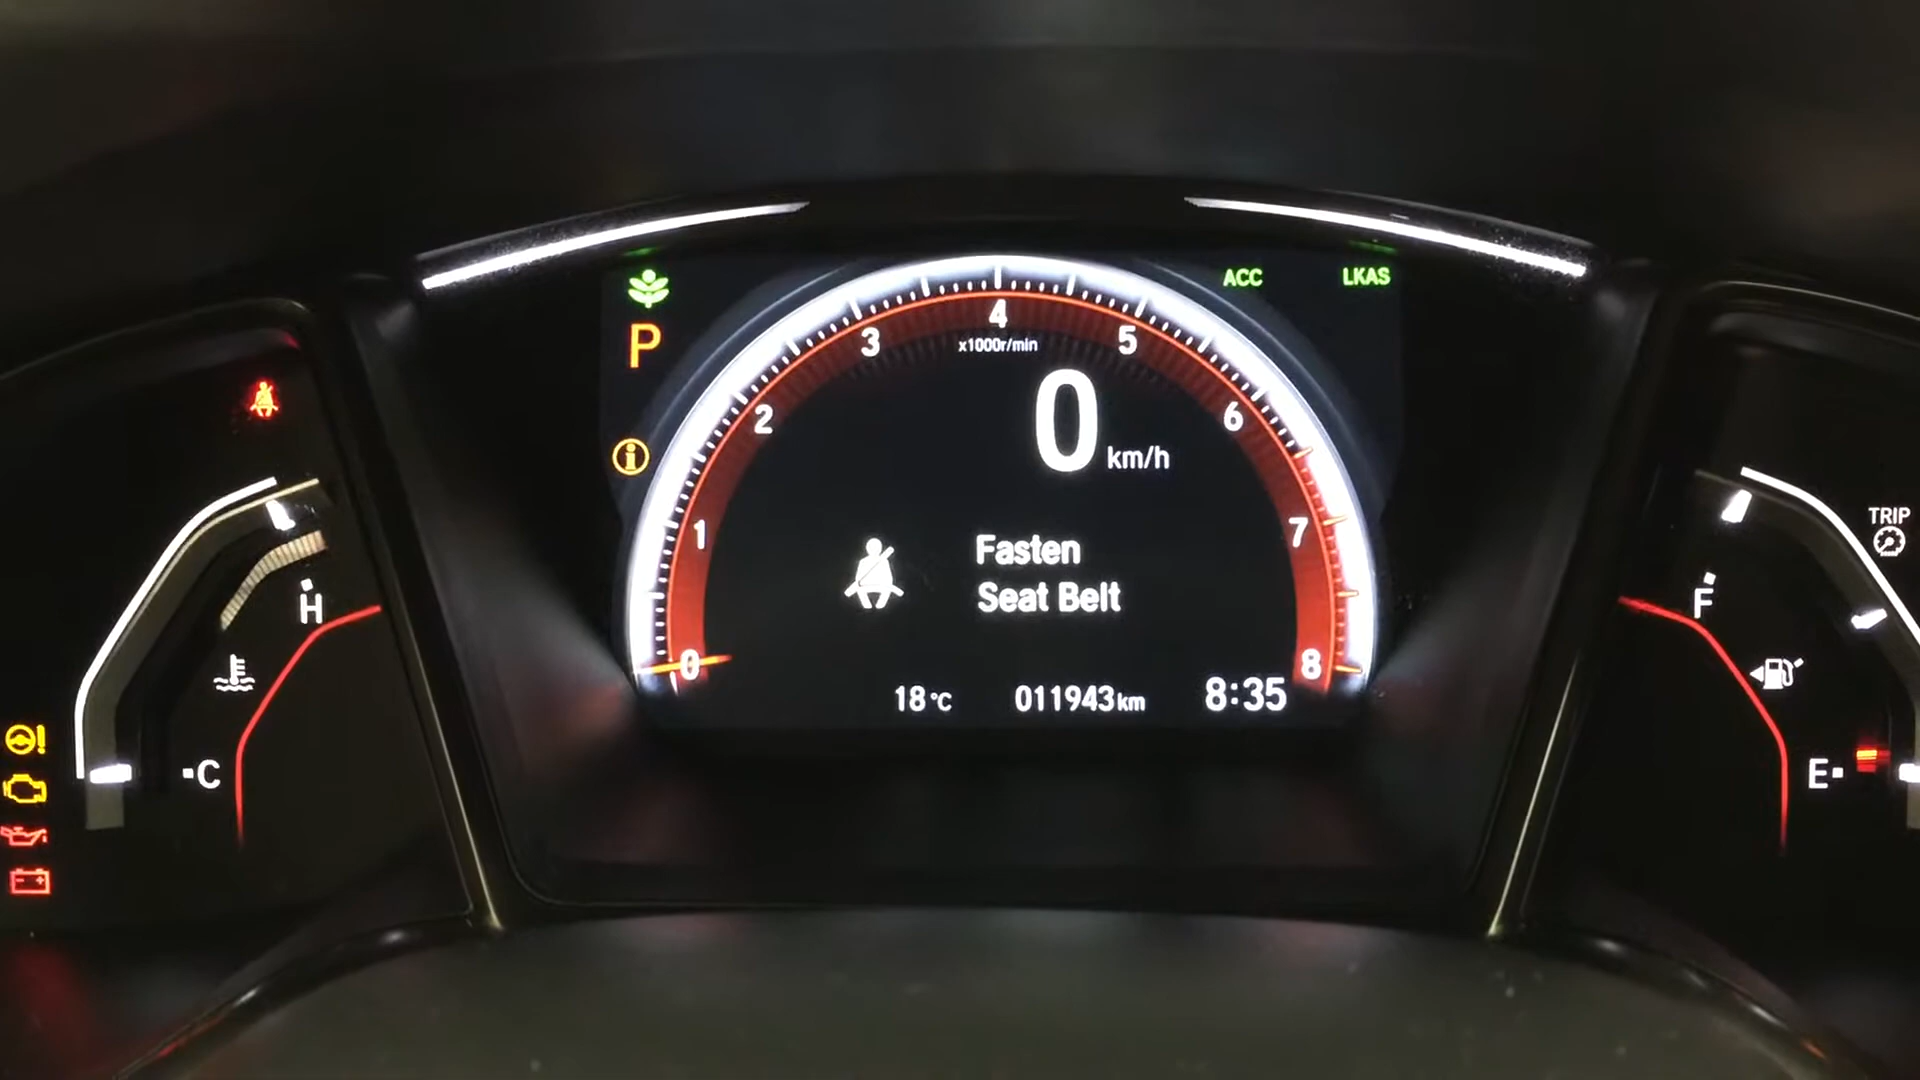 ACC
LKAS
P
4
3
5
x1000r/min
0
km/h
2
6
TRIP
1
7
Fasten
Seat Belt
H
F
0
8
18°C
011943km
8:35
C
E